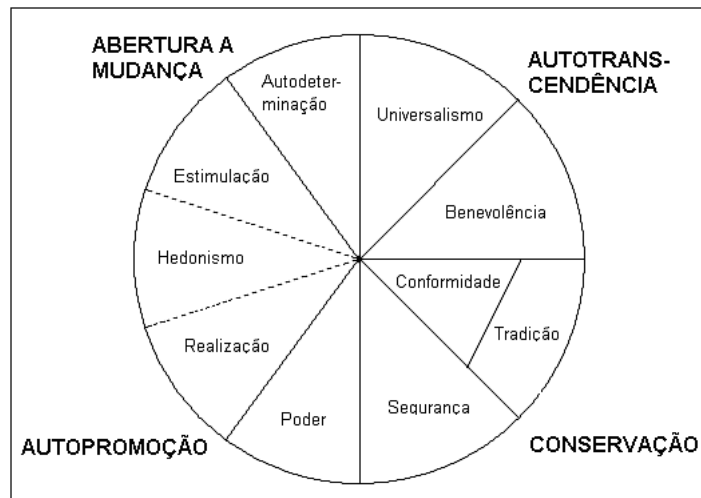 ABERTURA A
MUDANÇA
AUTOTRANS-
CENDÊNCIA
Autodeter-
minação
Universalismo
Estimulação
Benevolência
Hedonismo
Conformidade
Tradição
Realização
Segurança
Poder
AUTOPROMOÇÃO
CONSERVAÇÃO